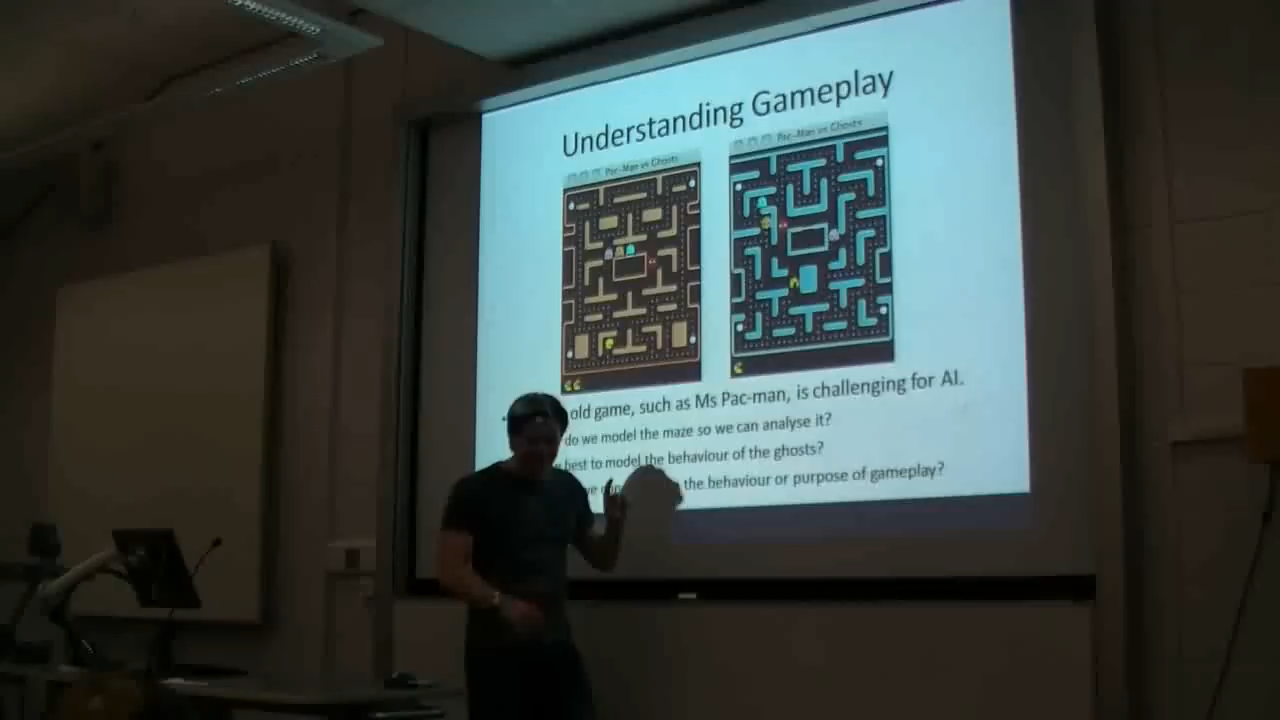 Understanding Gameplay
Pac-Man vs Ghosts
Pac-Man vs Ghosts
old game, such as Ms Pac-man, is challenging for AI.
do we model the maze so we can analyse it?
best to model the behaviour of the ghosts?
the behaviour or purpose of gameplay?